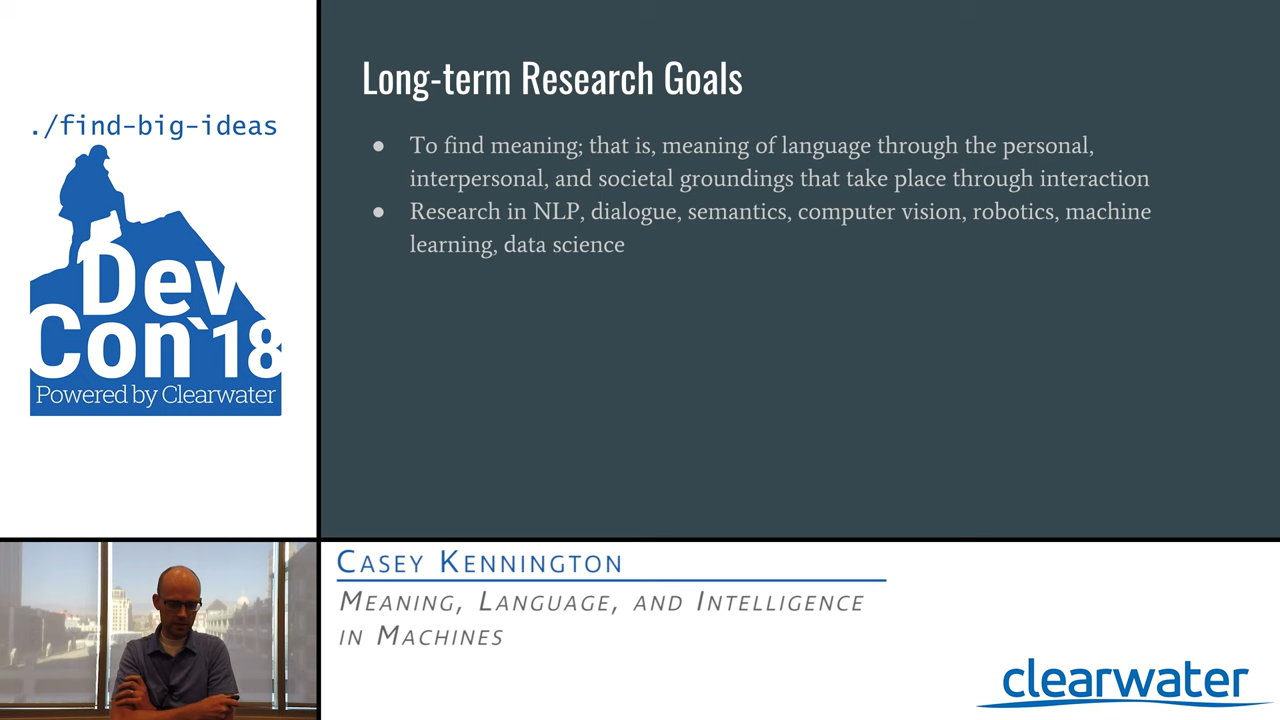 ./find-big-ideas
Dev
Con`18
Powered by Clearwater
Long-term Research Goals
● To find meaning; that is, meaning of language through the personal,
interpersonal, and societal groundings that take place through interaction
● Research in NLP, dialogue, semantics, computer vision, robotics, machine
learning, data science
Casey Kennington
Meaning, Language, and Intelligence
in Machines
clearwater